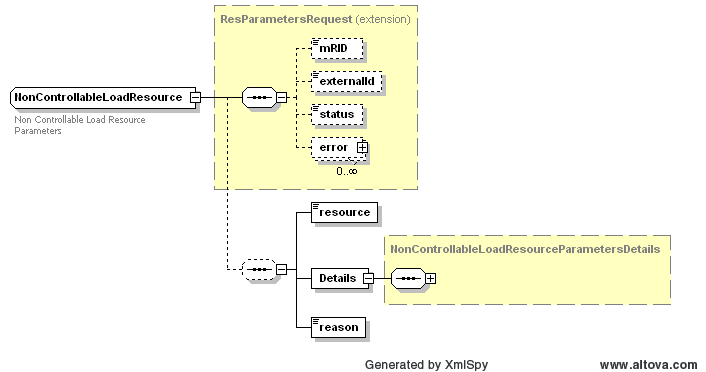 ResParametersRequest (extension)
mRID
externalId
NonControllableLoadResource
Non Controllable Load Resource
Parameters
status
error
0..∞
resource
NonControllableLoadResourceParametersDetails
Details
reason
Generated by XmlSpy
www.altova.com